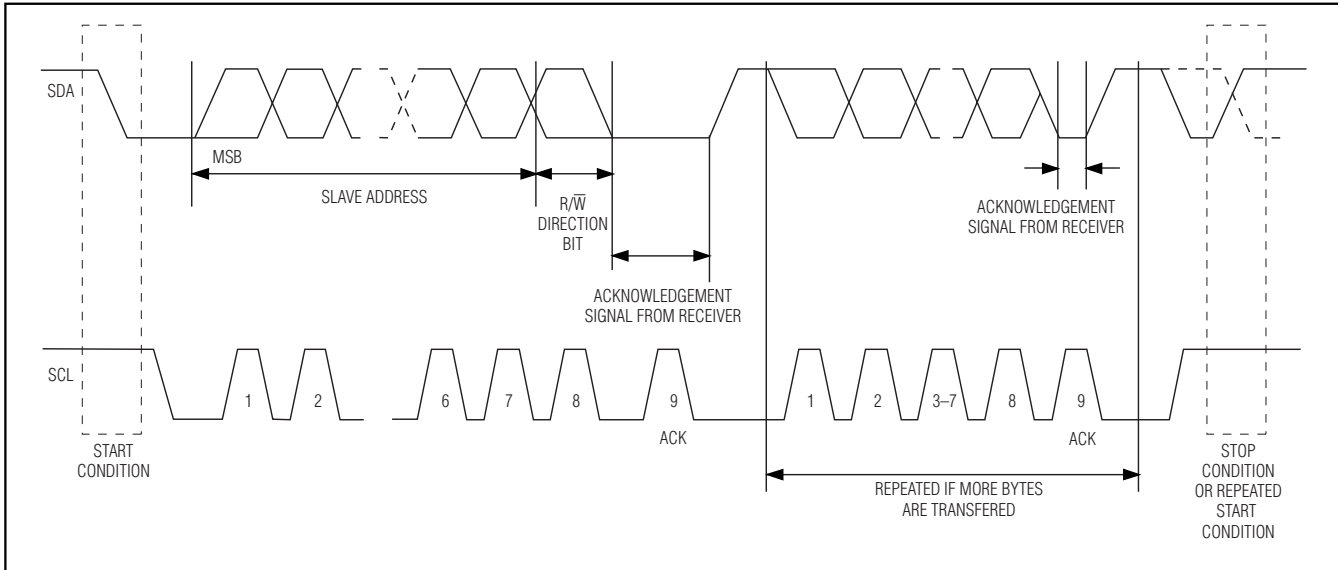 SDA
MSB
SLAVE ADDRESS
R/W̅
DIRECTION
BIT
ACKNOWLEDGEMENT
SIGNAL FROM RECEIVER
ACKNOWLEDGEMENT
SIGNAL FROM RECEIVER
SCL
1 2 6 7 8 9 1 2 3–7 8 9
ACK ACK
START
CONDITION
REPEATED IF MORE BYTES
ARE TRANSFERED
STOP
CONDITION
OR REPEATED
START
CONDITION